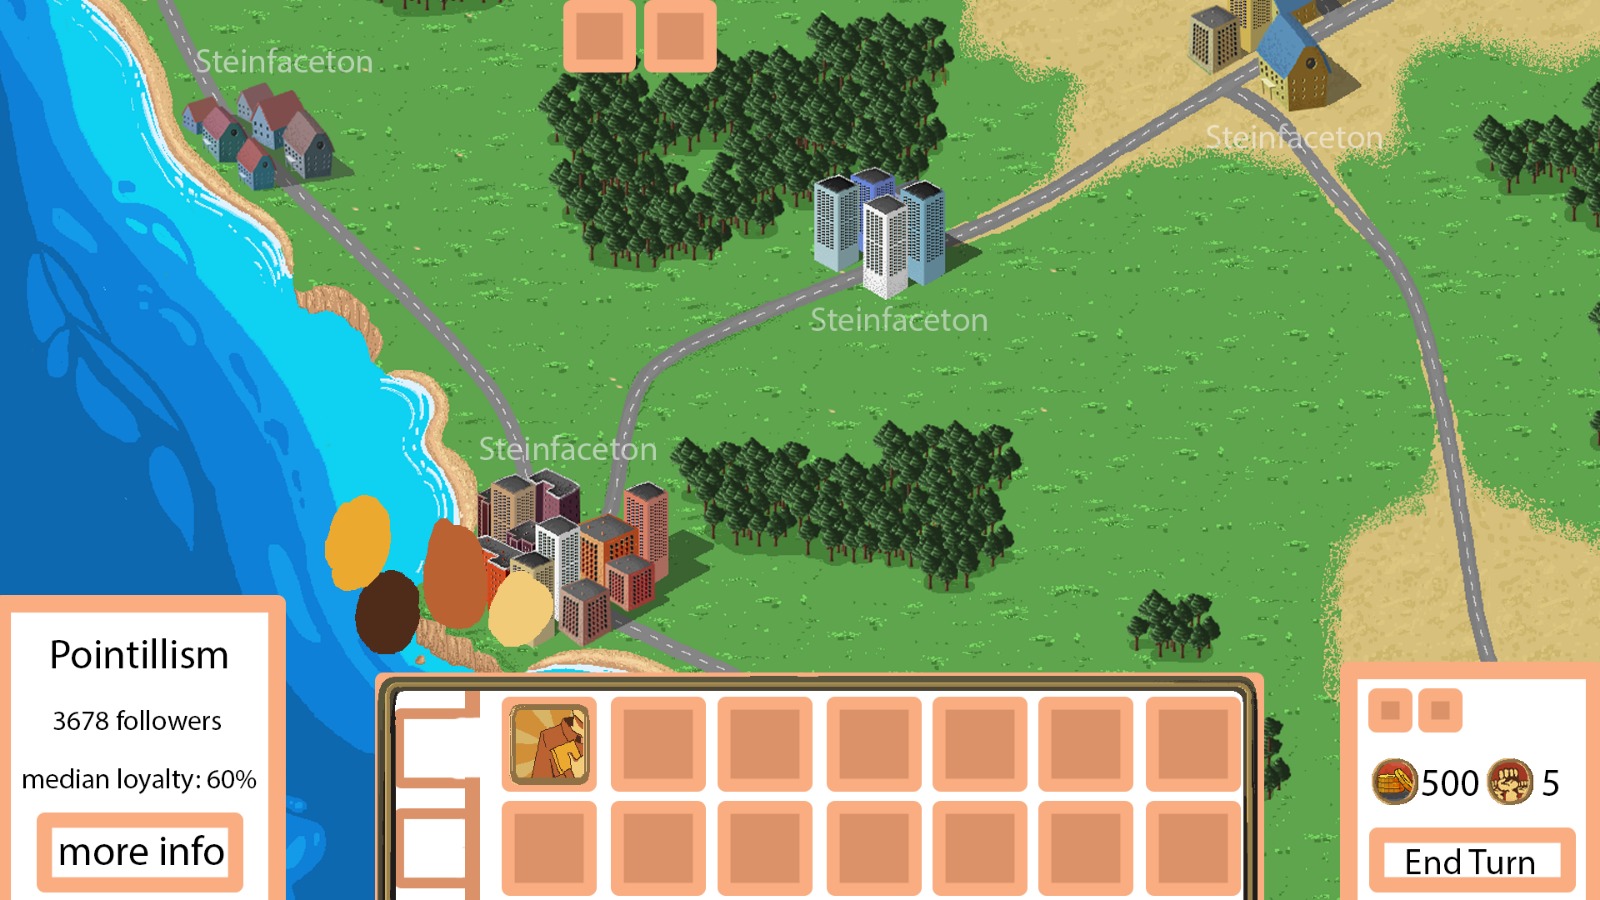 Steinfaceton
Steinfaceton
Steinfaceton
Steinfaceton
Pointillism
3678 followers
median loyalty: 60%
more info
500
5
End Turn